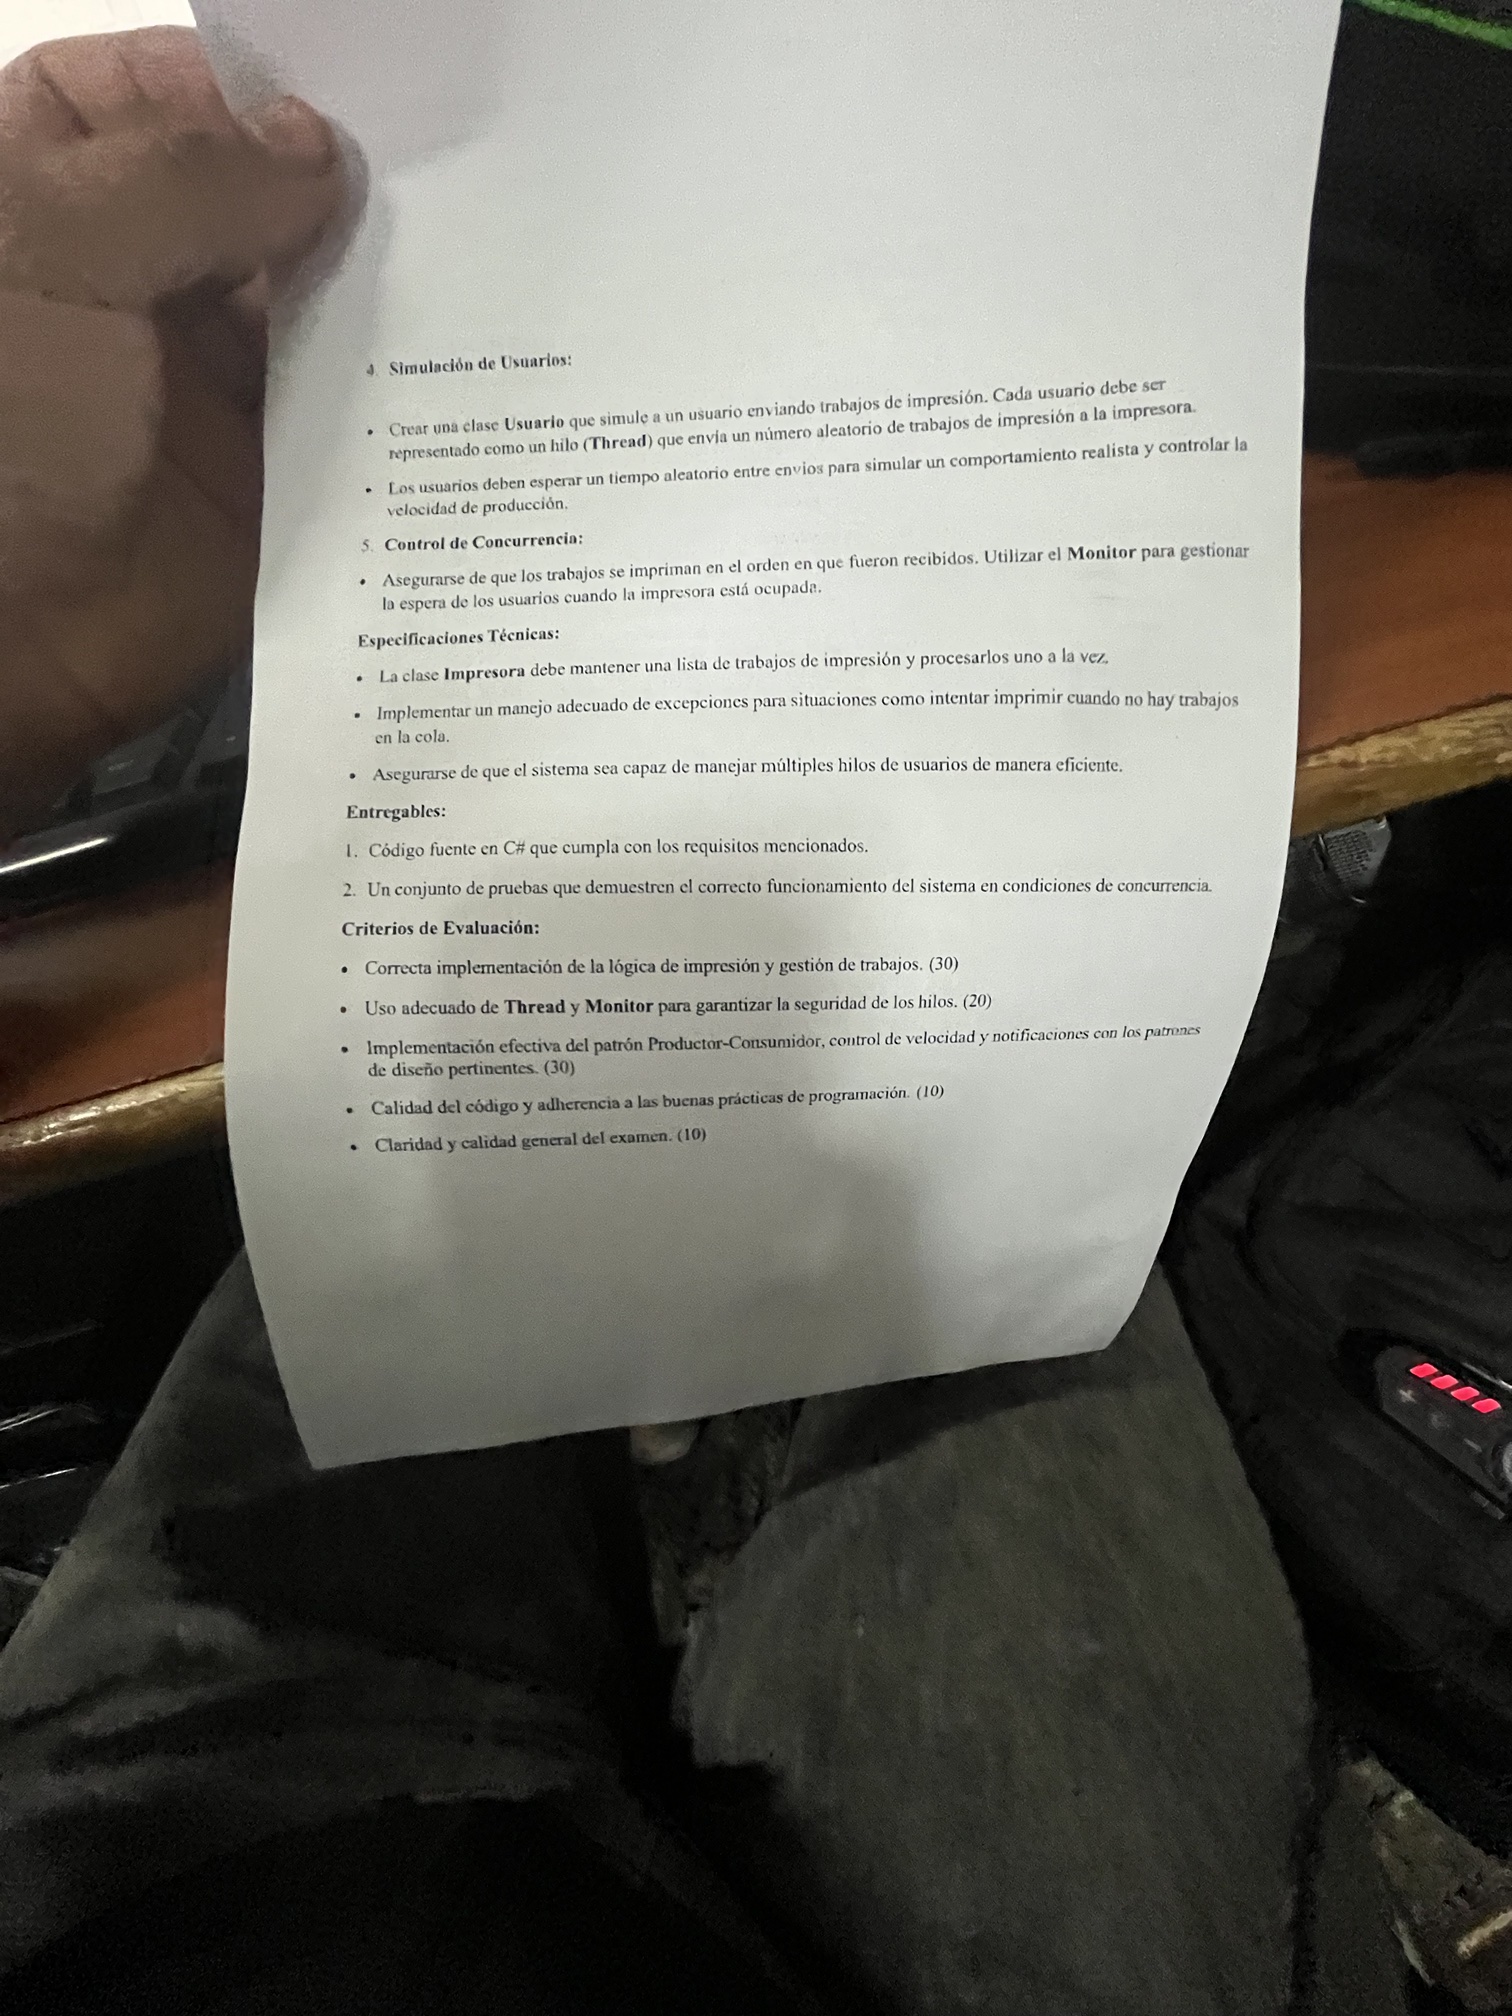 4. Simulación de Usuarios:
• Crear una clase Usuario que simule a un usuario enviando trabajos de impresión. Cada usuario debe ser
representado como un hilo (Thread) que envía un número aleatorio de trabajos de impresión a la impresora.
• Los usuarios deben esperar un tiempo aleatorio entre envíos para simular un comportamiento realista y controlar la
velocidad de producción.
5. Control de Concurrencia:
• Asegurarse de que los trabajos se impriman en el orden en que fueron recibidos. Utilizar el Monitor para gestionar
la espera de los usuarios cuando la impresora está ocupada.
Especificaciones Técnicas:
• La clase Impresora debe mantener una lista de trabajos de impresión y procesarlos uno a la vez.
• Implementar un manejo adecuado de excepciones para situaciones como intentar imprimir cuando no hay trabajos
en la cola.
• Asegurarse de que el sistema sea capaz de manejar múltiples hilos de usuarios de manera eficiente.
Entregables:
1. Código fuente en C# que cumpla con los requisitos mencionados.
2. Un conjunto de pruebas que demuestren el correcto funcionamiento del sistema en condiciones de concurrencia.
Criterios de Evaluación:
• Correcta implementación de la lógica de impresión y gestión de trabajos. (30)
• Uso adecuado de Thread y Monitor para garantizar la seguridad de los hilos. (20)
• Implementación efectiva del patrón Productor-Consumidor, control de velocidad y notificaciones con los patrones
de diseño pertinentes. (30)
• Calidad del código y adherencia a las buenas prácticas de programación. (10)
• Claridad y calidad general del examen. (10)